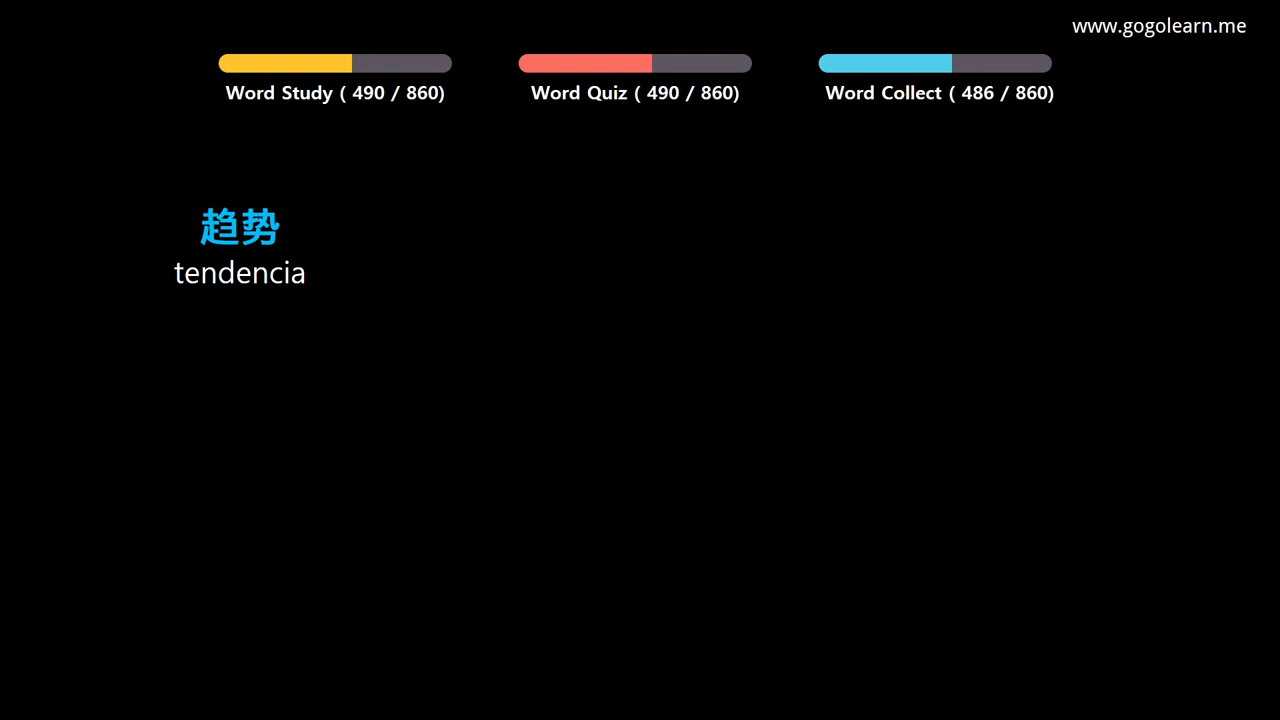 www.gogolearn.me
Word Study ( 490 / 860)
Word Quiz ( 490 / 860)
Word Collect ( 486 / 860)
趋势
tendencia